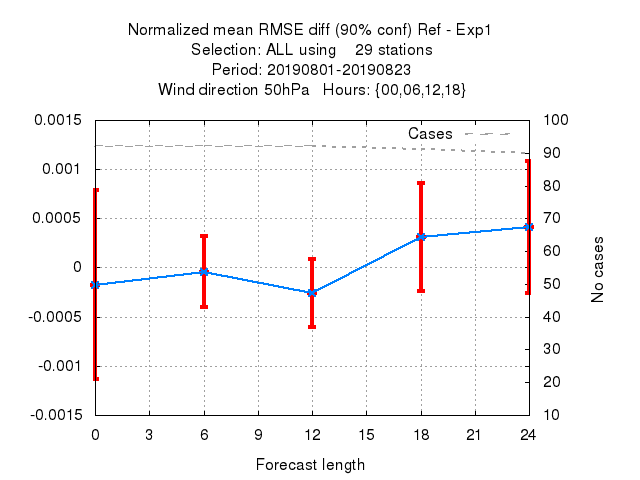 Normalized mean RMSE diff (90% conf) Ref - Exp1
Selection: ALL using 29 stations
Period: 20190801-20190823
Wind direction 50hPa Hours: {00,06,12,18}
Cases
0.0015
0.001
0.0005
0
-0.0005
-0.001
-0.0015
100
90
80
70
60
50
40
30
20
10
No cases
0 3 6 9 12 15 18 21 24
Forecast length